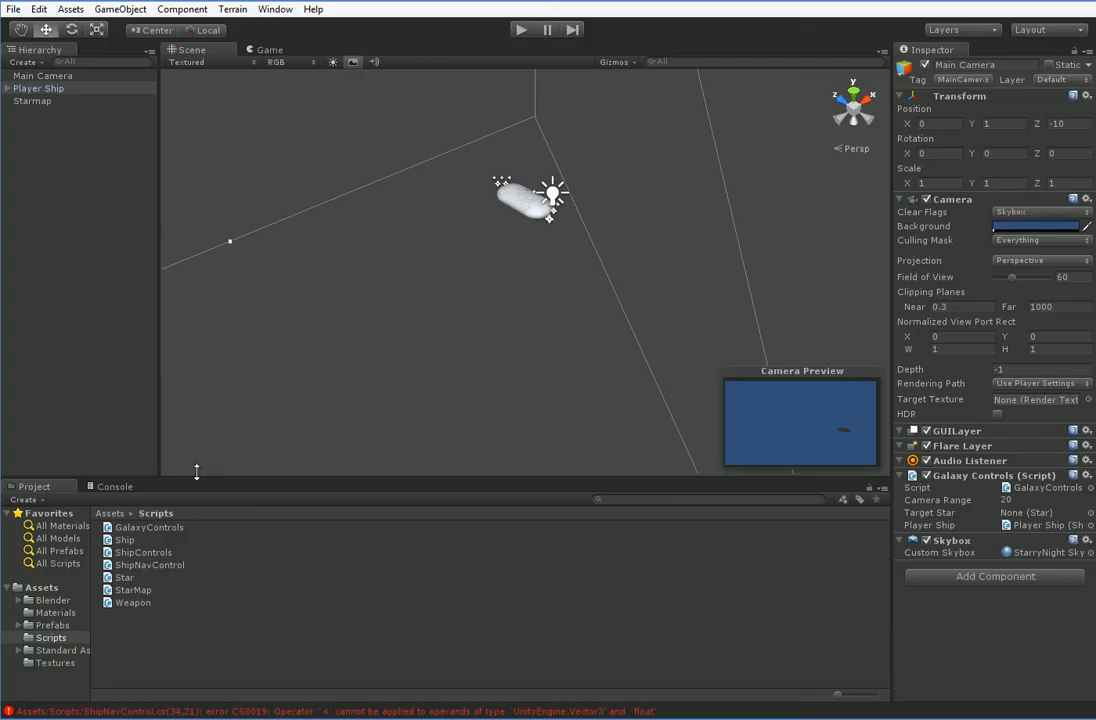 File Edit Assets GameObject Component Terrain Window Help
Center Local Layers Layout
Hierarchy Scene Game Inspector
Create All Textured RGB Gizmos All Main Camera Static
Main Camera Tag MainCamer Layer Default
Player Ship
Starmap
Transform
Position
X 0 Y 1 Z -10
Rotation
X 0 Y 0 Z 0
Scale
X 1 Y 1 Z 1
y
z x
Persp
Camera
Clear Flags Skybox
Background
Culling Mask Everything
Projection Perspective
Field of View 60
Clipping Planes
Near 0.3 Far 1000
Normalized View Port Rect
X 0 Y 0
W 1 H 1
Depth -1
Rendering Path Use Player Settings
Target Texture None (Render Text
HDR
Camera Preview
GUILayer
Flare Layer
Audio Listener
Galaxy Controls (Script)
Script GalaxyControls
Camera Range 20
Target Star None (Star)
Player Ship Player Ship (Sh
Skybox
Custom Skybox StarryNight Sky
Add Component
Project Console
Create
Favorites
All Materials
All Models
All Prefabs
All Scripts
Assets
Blender
Materials
Prefabs
Scripts
Standard As
Textures
Assets Scripts
GalaxyControls
Ship
ShipControls
ShipNavControl
Star
StarMap
Weapon
Assets/Scripts/ShipNavControl.cs(34,21): error CS0019: Operator `<' cannot be applied to operands of type `UnityEngine.Vector3' and `float'